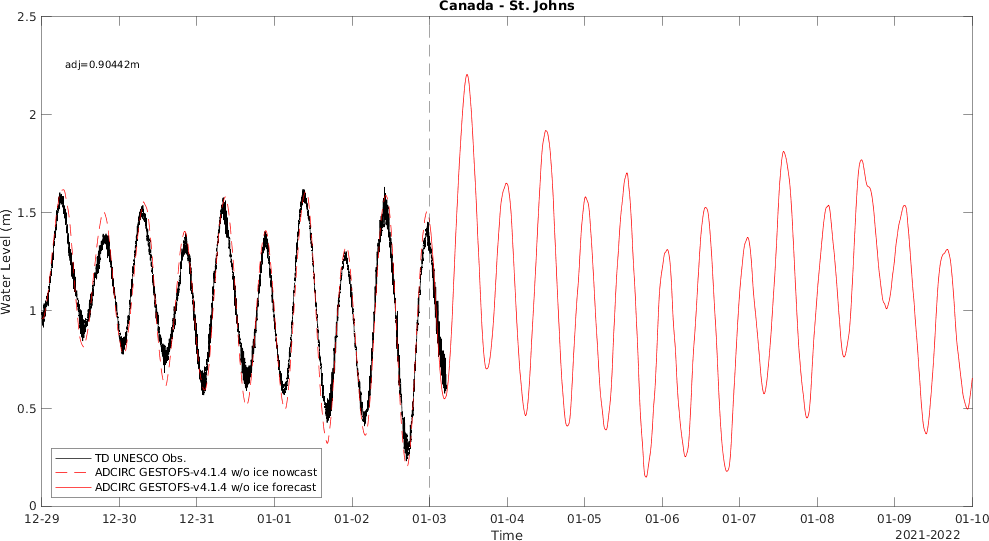 Canada - St. Johns
2.5
adj=0.90442m
2
1.5
Water Level (m)
1
0.5
TD UNESCO Obs.
ADCIRC GESTOFS-v4.1.4 w/o ice nowcast
ADCIRC GESTOFS-v4.1.4 w/o ice forecast
0
12-29 12-30 12-31 01-01 01-02 01-03 01-04 01-05 01-06 01-07 01-08 01-09 01-10
Time
2021-2022